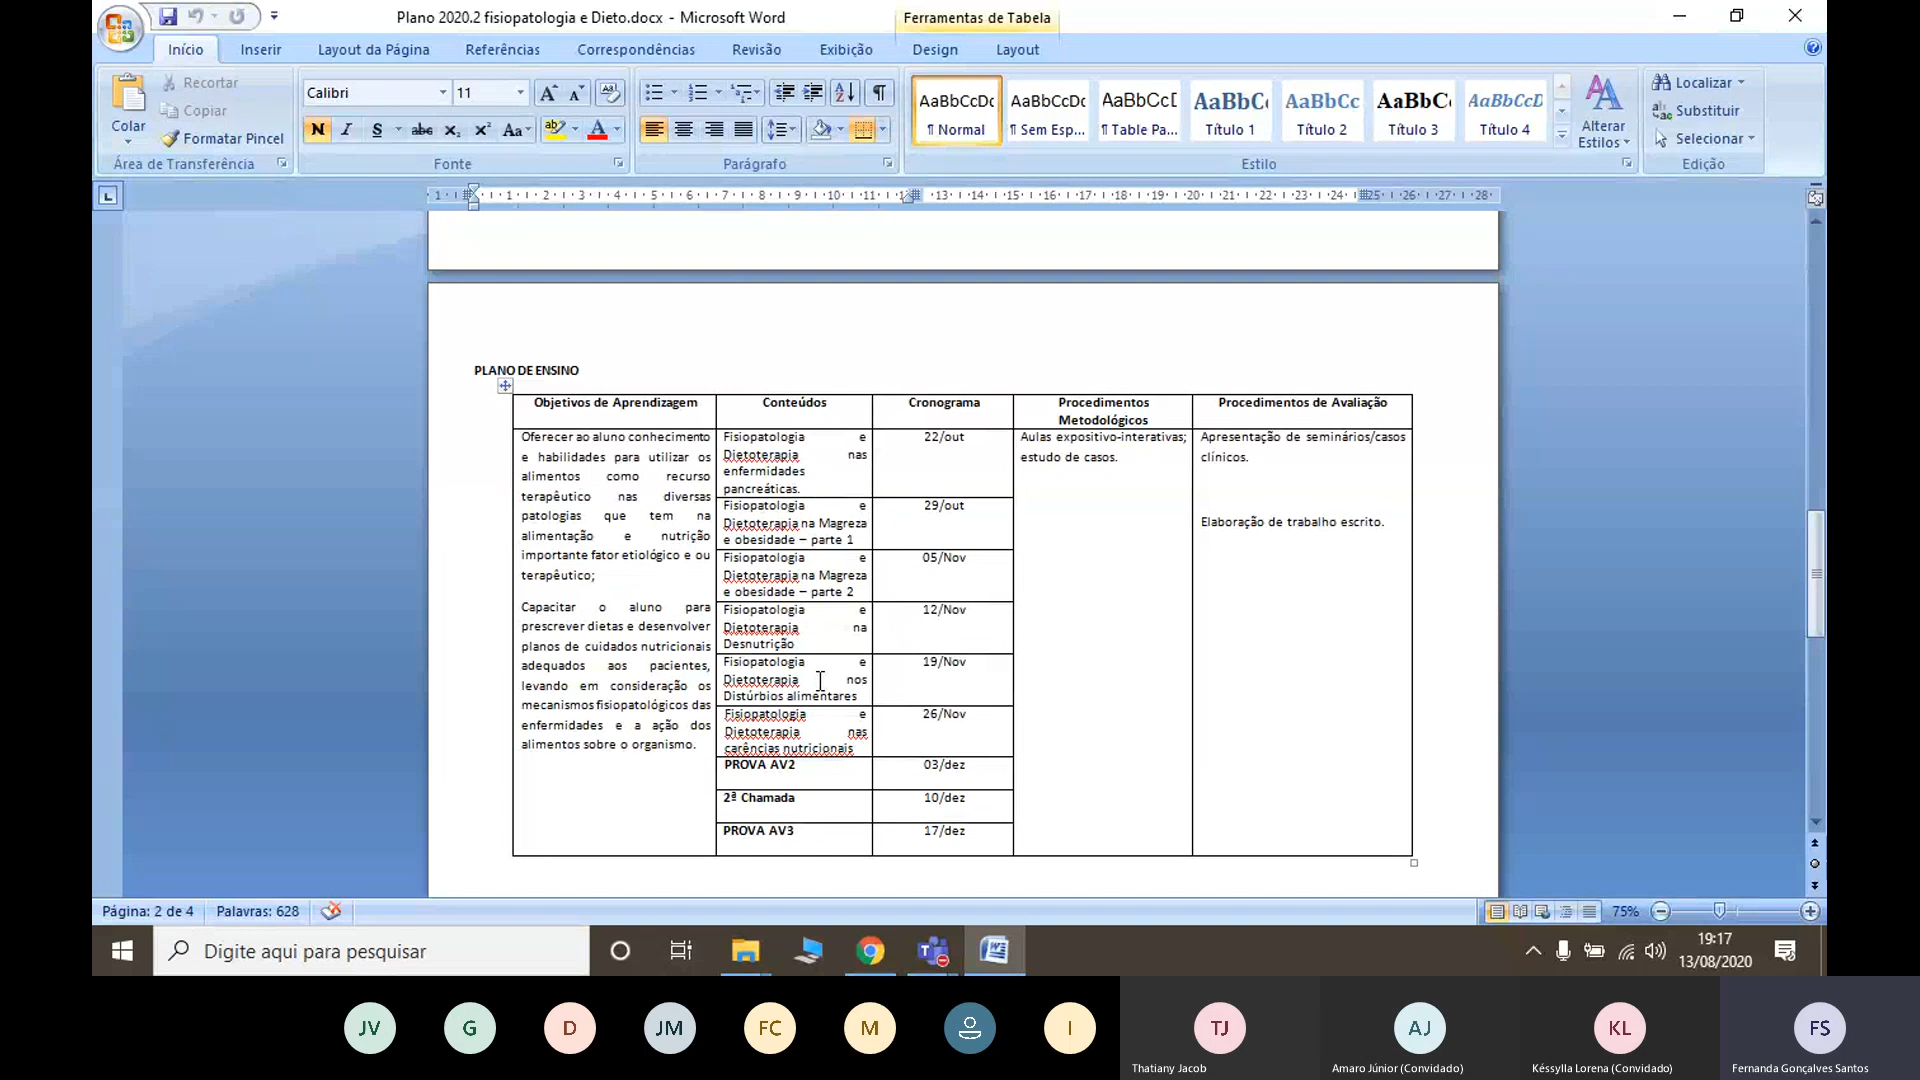 Plano 2020.2 fisiopatologia e Dieto.docx - Microsoft Word
Ferramentas de Tabela
Início
Inserir
Layout da Página
Referências
Correspondências
Revisão
Exibição
Design
Layout
Colar
Recortar
Copiar
Formatar Pincel
Área de Transferência
Calibri
11
Fonte
Parágrafo
AaBbCcDc
¶ Normal
AaBbCcDc
¶ Sem Esp...
AaBbCcD
¶ Table Pa...
AaBbC
Título 1
AaBbCc
Título 2
AaBbC
Título 3
AaBbCcD
Título 4
Alterar
Estilos
Estilo
Localizar
Substituir
Selecionar
Edição
PLANO DE ENSINO
Objetivos de Aprendizagem
Conteúdos
Cronograma
Procedimentos
Metodológicos
Procedimentos de Avaliação
Oferecer ao aluno conhecimento
e habilidades para utilizar os
alimentos como recurso
terapêutico nas diversas
patologias que tem na
alimentação e nutrição
importante fator etiológico e ou
terapêutico;
Capacitar o aluno para
prescrever dietas e desenvolver
planos de cuidados nutricionais
adequados aos pacientes,
levando em consideração os
mecanismos fisiopatológicos das
enfermidades e a ação dos
alimentos sobre o organismo.
Fisiopatologia e
Dietoterapia nas
enfermidades
pancreáticas.
22/out
Fisiopatologia e
Dietoterapia na Magreza
e obesidade – parte 1
29/out
Fisiopatologia e
Dietoterapia na Magreza
e obesidade – parte 2
05/Nov
Fisiopatologia e
Dietoterapia na
Desnutrição
12/Nov
Fisiopatologia e
Dietoterapia nos
Distúrbios alimentares
19/Nov
Fisiopatologia e
Dietoterapia nas
carências nutricionais
26/Nov
PROVA AV2
03/dez
2ª Chamada
10/dez
PROVA AV3
17/dez
Aulas expositivo-interativas;
estudo de casos.
Apresentação de seminários/casos
clínicos.
Elaboração de trabalho escrito.
Página: 2 de 4
Palavras: 628
75%
Digite aqui para pesquisar
19:17
13/08/2020
JV
G
D
JM
FC
M
I
TJ
AJ
KL
FS
Thatiany Jacob
Amaro Júnior (Convidado)
Késsylla Lorena (Convidado)
Fernanda Gonçalves Santos